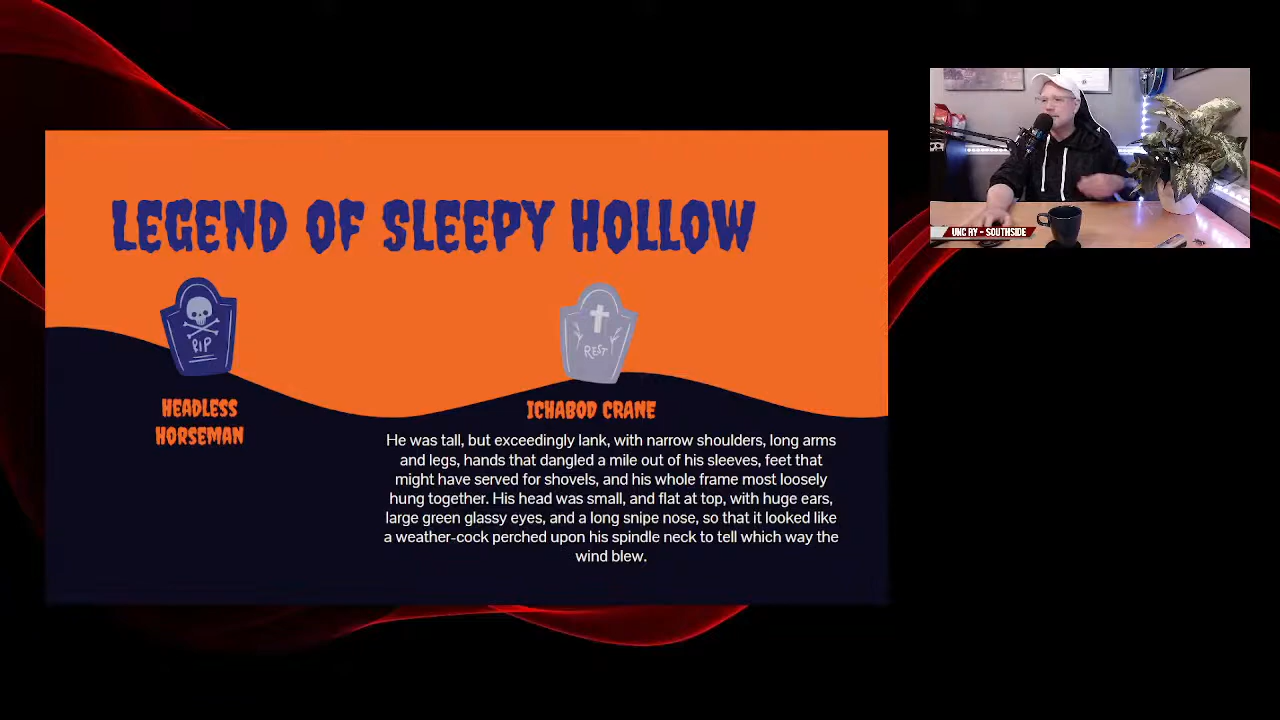 LEGEND OF SLEEPY HOLLOW
RIP
REST
HEADLESS
HORSEMAN
ICHABOD CRANE
He was tall, but exceedingly lank, with narrow shoulders, long arms
and legs, hands that dangled a mile out of his sleeves, feet that
might have served for shovels, and his whole frame most loosely
hung together. His head was small, and flat at top, with huge ears,
large green glassy eyes, and a long snipe nose, so that it looked like
a weather-cock perched upon his spindle neck to tell which way the
wind blew.
UNC RY - SOUTHSIDE